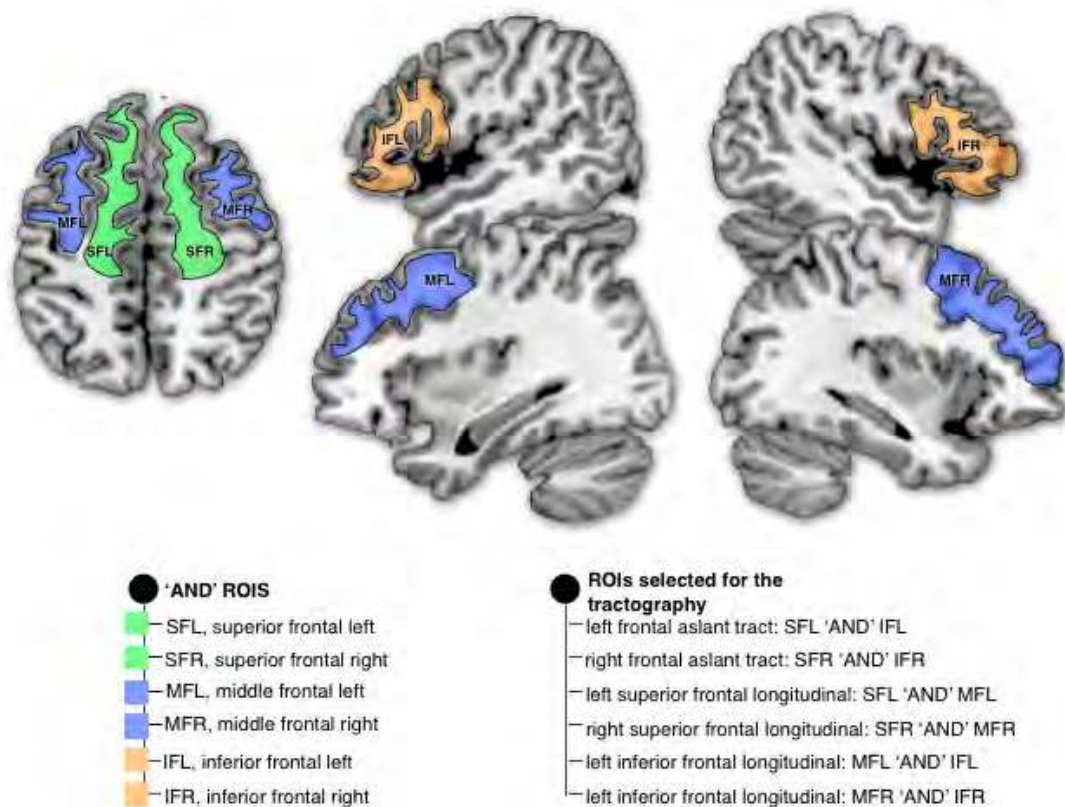 MFL
SFL
SFR
MFR
IFL
MFL
IFR
MFR
'AND' ROIS
SFL, superior frontal left
SFR, superior frontal right
MFL, middle frontal left
MFR, middle frontal right
IFL, inferior frontal left
IFR, inferior frontal right
ROIs selected for the
tractography
left frontal aslant tract: SFL 'AND' IFL
right frontal aslant tract: SFR 'AND' IFR
left superior frontal longitudinal: SFL 'AND' MFL
right superior frontal longitudinal: SFR 'AND' MFR
left inferior frontal longitudinal: MFL 'AND' IFL
left inferior frontal longitudinal: MFR 'AND' IFR